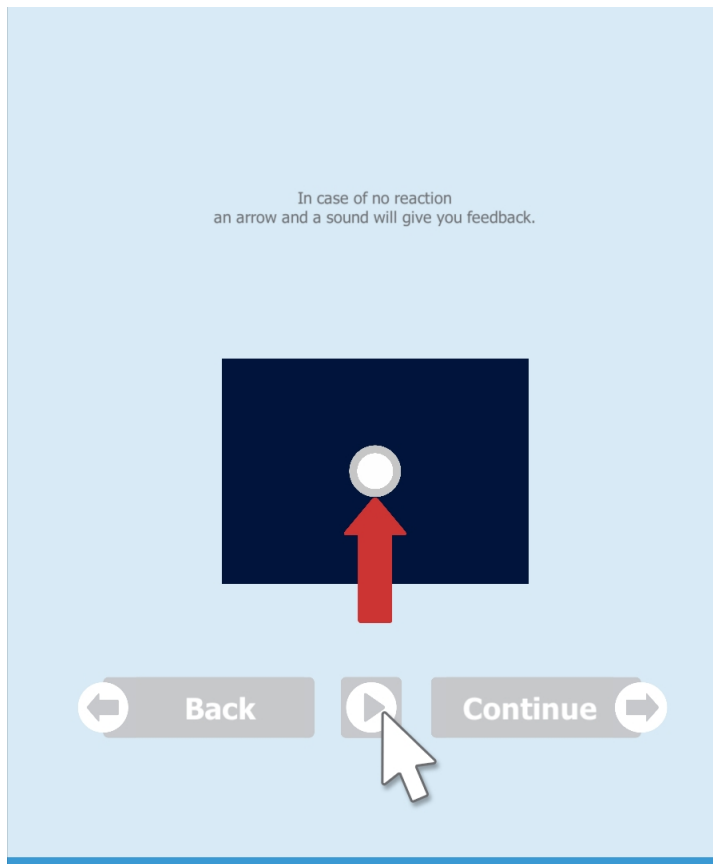 In case of no reaction
an arrow and a sound will give you feedback.
Back
Continue